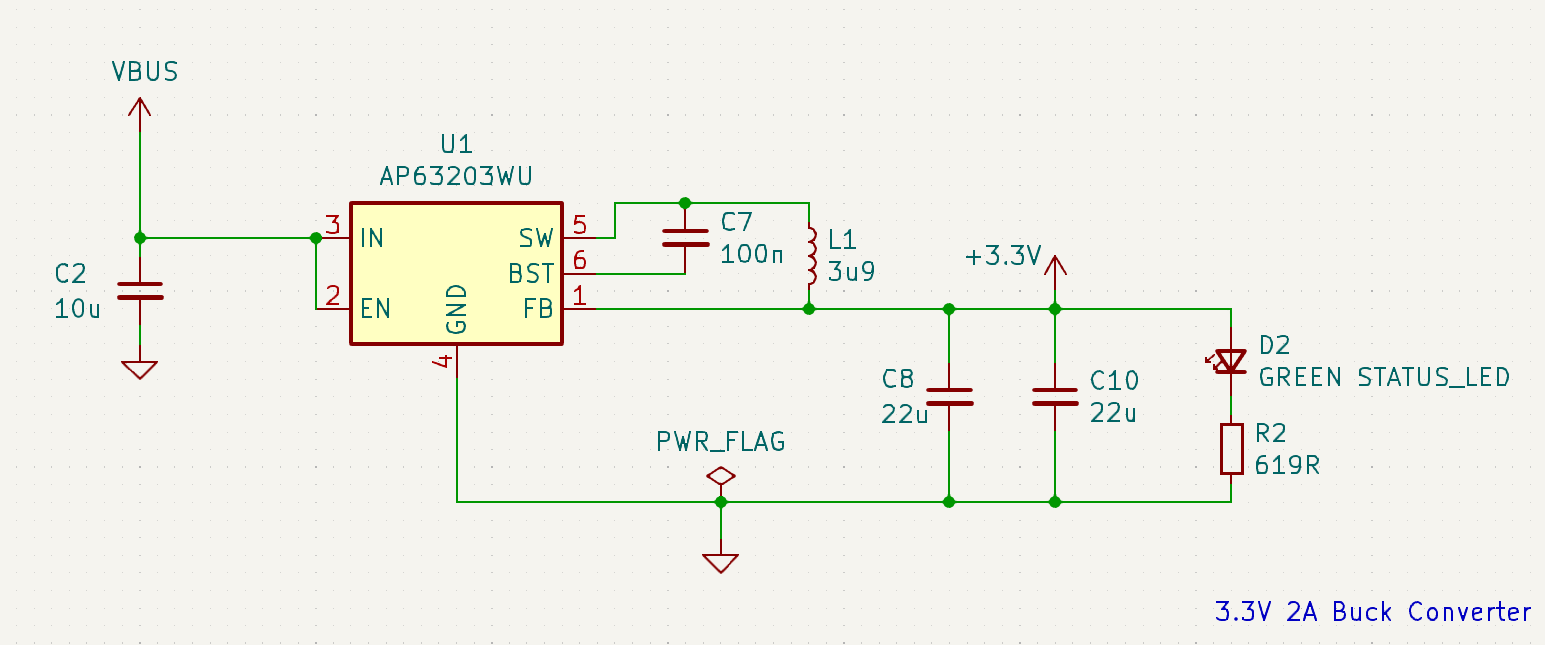 VBUS
U1
AP63203WU
3
IN
SW
5
C7
100n
L1
3u9
+3.3V
C2
10u
BST
6
2
EN
GND
FB
1
4
D2
GREEN STATUS_LED
C8
22u
C10
22u
PWR_FLAG
R2
619R
3.3V 2A Buck Converter